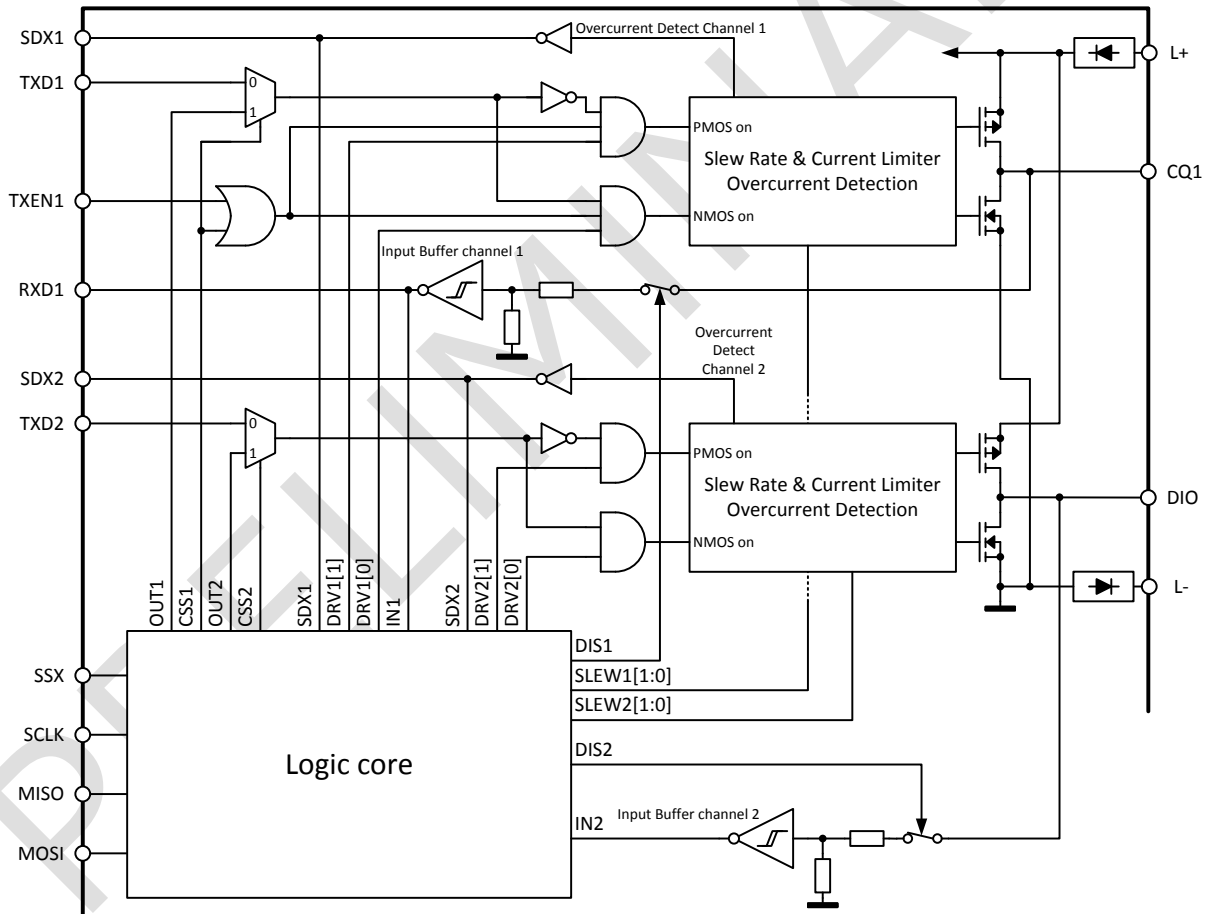 SDX1
Overcurrent Detect Channel 1
L+
TXD1
0
1
PMOS on
Slew Rate & Current Limiter
Overcurrent Detection
CQ1
TXEN1
NMOS on
Input Buffer channel 1
RXD1
Overcurrent
Detect
Channel 2
SDX2
TXD2
0
1
PMOS on
Slew Rate & Current Limiter
Overcurrent Detection
DIO
NMOS on
OUT1
CSS1
OUT2
CSS2
SDX1
DRV1[1]
DRV1[0]
IN1
SDX2
DRV2[1]
DRV2[0]
L-
DIS1
SSX
SLEW1[1:0]
SLEW2[1:0]
SCLK
DIS2
Logic core
MISO
Input Buffer channel 2
IN2
MOSI
PRELIMINA